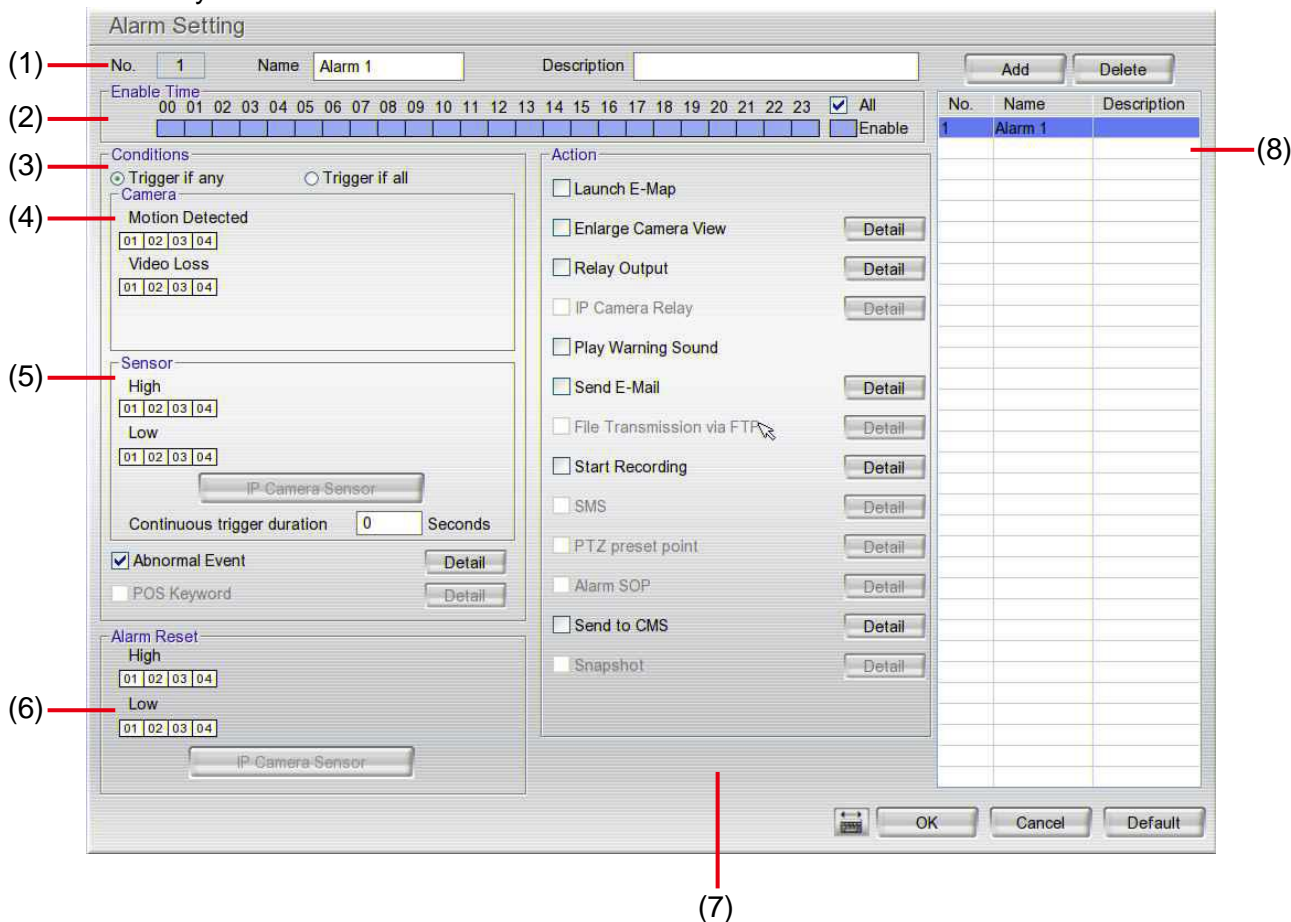 Alarm Setting
(1)
No. 1 Name Alarm 1 Description
Add Delete
(2)
Enable Time
00 01 02 03 04 05 06 07 08 09 10 11 12 13 14 15 16 17 18 19 20 21 22 23 All
Enable
No. Name Description
1 Alarm 1
(8)
(3)
Conditions
Trigger if any Trigger if all
(4)
Camera
Motion Detected
01 02 03 04
Video Loss
01 02 03 04
(5)
Sensor
High
01 02 03 04
Low
01 02 03 04
IP Camera Sensor
Continuous trigger duration 0 Seconds
Abnormal Event Detail
POS Keyword Detail
(6)
Alarm Reset
High
01 02 03 04
Low
01 02 03 04
IP Camera Sensor
Action
Launch E-Map
Enlarge Camera View Detail
Relay Output Detail
IP Camera Relay Detail
Play Warning Sound
Send E-Mail Detail
File Transmission via FTP Detail
Start Recording Detail
SMS Detail
PTZ preset point Detail
Alarm SOP Detail
Send to CMS Detail
Snapshot Detail
OK Cancel Default
(7)